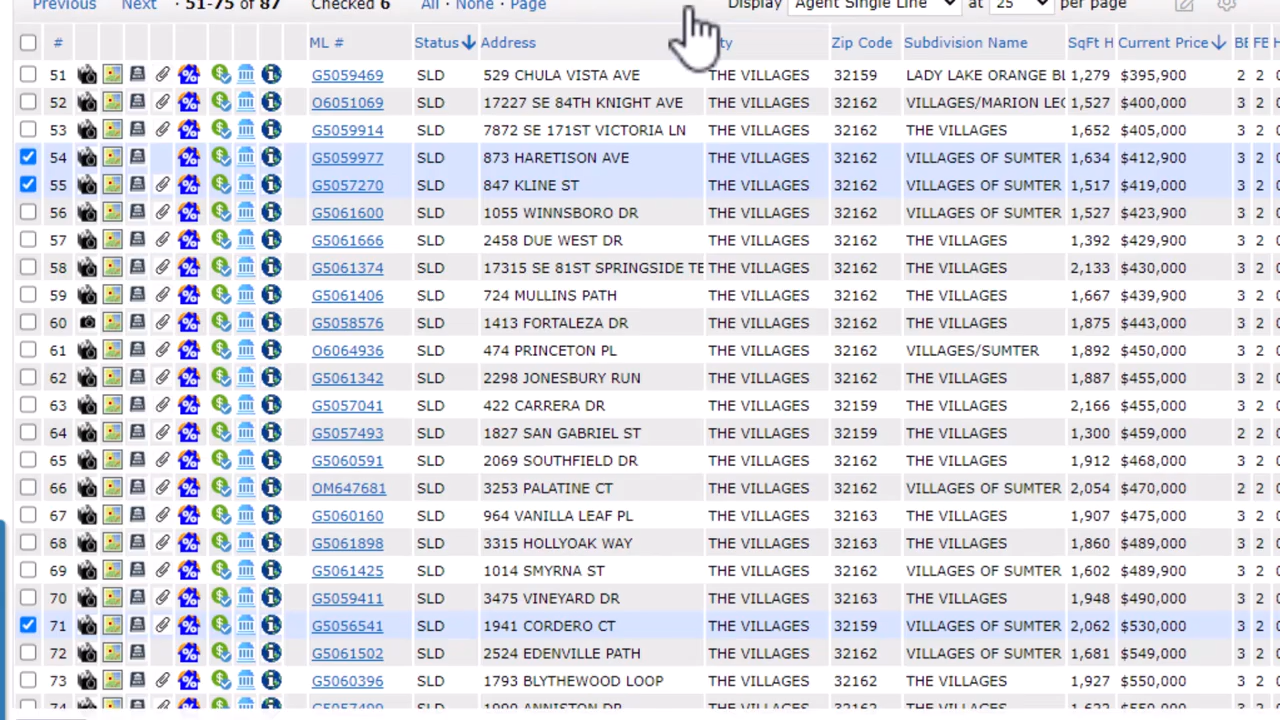 Previous Next · 51-75 of 87 Checked 6 All · None · Page Display Agent Single Line at 25 per page
# ML # Status Address ty Zip Code Subdivision Name SqFt H Current Price BE FE H
51 G5059469 SLD 529 CHULA VISTA AVE THE VILLAGES 32159 LADY LAKE ORANGE BL 1,279 $395,900 2 2
52 O6051069 SLD 17227 SE 84TH KNIGHT AVE THE VILLAGES 32162 VILLAGES/MARION LEC 1,527 $400,000 3 2
53 G5059914 SLD 7872 SE 171ST VICTORIA LN THE VILLAGES 32162 THE VILLAGES 1,652 $405,000 3 2
54 G5059977 SLD 873 HARETISON AVE THE VILLAGES 32162 VILLAGES OF SUMTER 1,634 $412,900 3 2
55 G5057270 SLD 847 KLINE ST THE VILLAGES 32162 VILLAGES OF SUMTER 1,517 $419,000 3 2
56 G5061600 SLD 1055 WINNSBORO DR THE VILLAGES 32162 VILLAGES OF SUMTER 1,527 $423,900 3 2
57 G5061666 SLD 2458 DUE WEST DR THE VILLAGES 32162 THE VILLAGES 1,392 $429,900 3 2
58 G5061374 SLD 17315 SE 81ST SPRINGSIDE TE THE VILLAGES 32162 THE VILLAGES 2,133 $430,000 3 2
59 G5061406 SLD 724 MULLINS PATH THE VILLAGES 32162 THE VILLAGES 1,667 $439,900 3 2
60 G5058576 SLD 1413 FORTALEZA DR THE VILLAGES 32162 THE VILLAGES 1,875 $443,000 3 2
61 O6064936 SLD 474 PRINCETON PL THE VILLAGES 32162 VILLAGES/SUMTER 1,892 $450,000 3 2
62 G5061342 SLD 2298 JONESBURY RUN THE VILLAGES 32162 THE VILLAGES 1,887 $455,000 3 2
63 G5057041 SLD 422 CARRERA DR THE VILLAGES 32159 THE VILLAGES 2,166 $455,000 3 2
64 G5057493 SLD 1827 SAN GABRIEL ST THE VILLAGES 32159 THE VILLAGES 1,300 $459,000 2 2
65 G5060591 SLD 2069 SOUTHFIELD DR THE VILLAGES 32162 THE VILLAGES 1,912 $468,000 3 2
66 OM647681 SLD 3253 PALATINE CT THE VILLAGES 32162 VILLAGES OF SUMTER 2,054 $470,000 2 2
67 G5060160 SLD 964 VANILLA LEAF PL THE VILLAGES 32163 THE VILLAGES 1,907 $475,000 3 2
68 G5061898 SLD 3315 HOLLYOAK WAY THE VILLAGES 32163 THE VILLAGES 1,860 $489,000 3 2
69 G5061425 SLD 1014 SMYRNA ST THE VILLAGES 32162 VILLAGES OF SUMTER 1,602 $489,900 3 2
70 G5059411 SLD 3475 VINEYARD DR THE VILLAGES 32163 THE VILLAGES 1,948 $490,000 3 2
71 G5056541 SLD 1941 CORDERO CT THE VILLAGES 32159 VILLAGES OF SUMTER 2,062 $530,000 3 2
72 G5061502 SLD 2524 EDENVILLE PATH THE VILLAGES 32162 VILLAGES OF SUMTER 1,681 $549,000 3 2
73 G5060396 SLD 1793 BLYTHEWOOD LOOP THE VILLAGES 32162 THE VILLAGES 1,927 $550,000 3 2